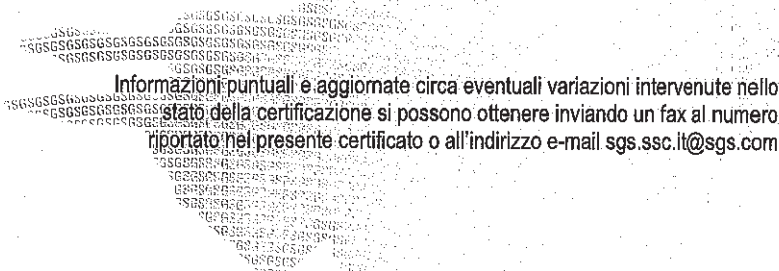 Informazioni puntuali e aggiornate circa eventuali variazioni intervenute nello
stato della certificazione si possono ottenere inviando un fax al numero
riportato nel presente certificato o all'indirizzo e-mail sgs.ssc.it@sgs.com